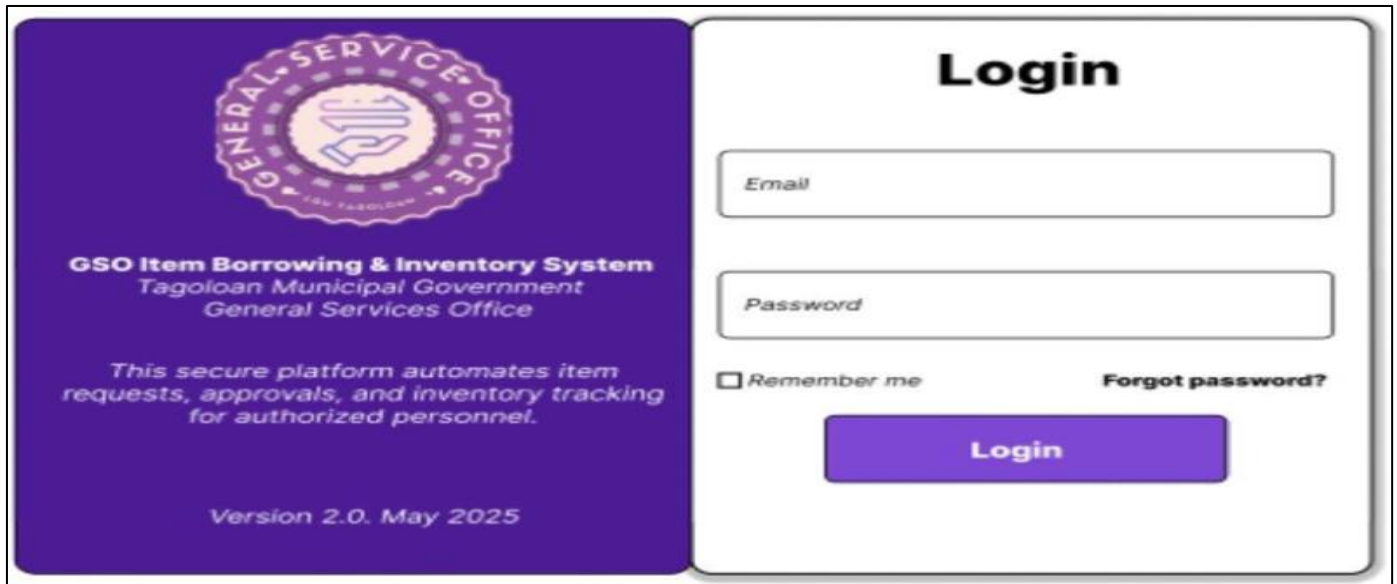 GENERAL SERVICE OFFICE
LGU TAGOLOAN
GSO Item Borrowing & Inventory System
Tagoloan Municipal Government
General Services Office
This secure platform automates item
requests, approvals, and inventory tracking
for authorized personnel.
Version 2.0. May 2025
Login
Email
Password
Remember me
Forgot password?
Login